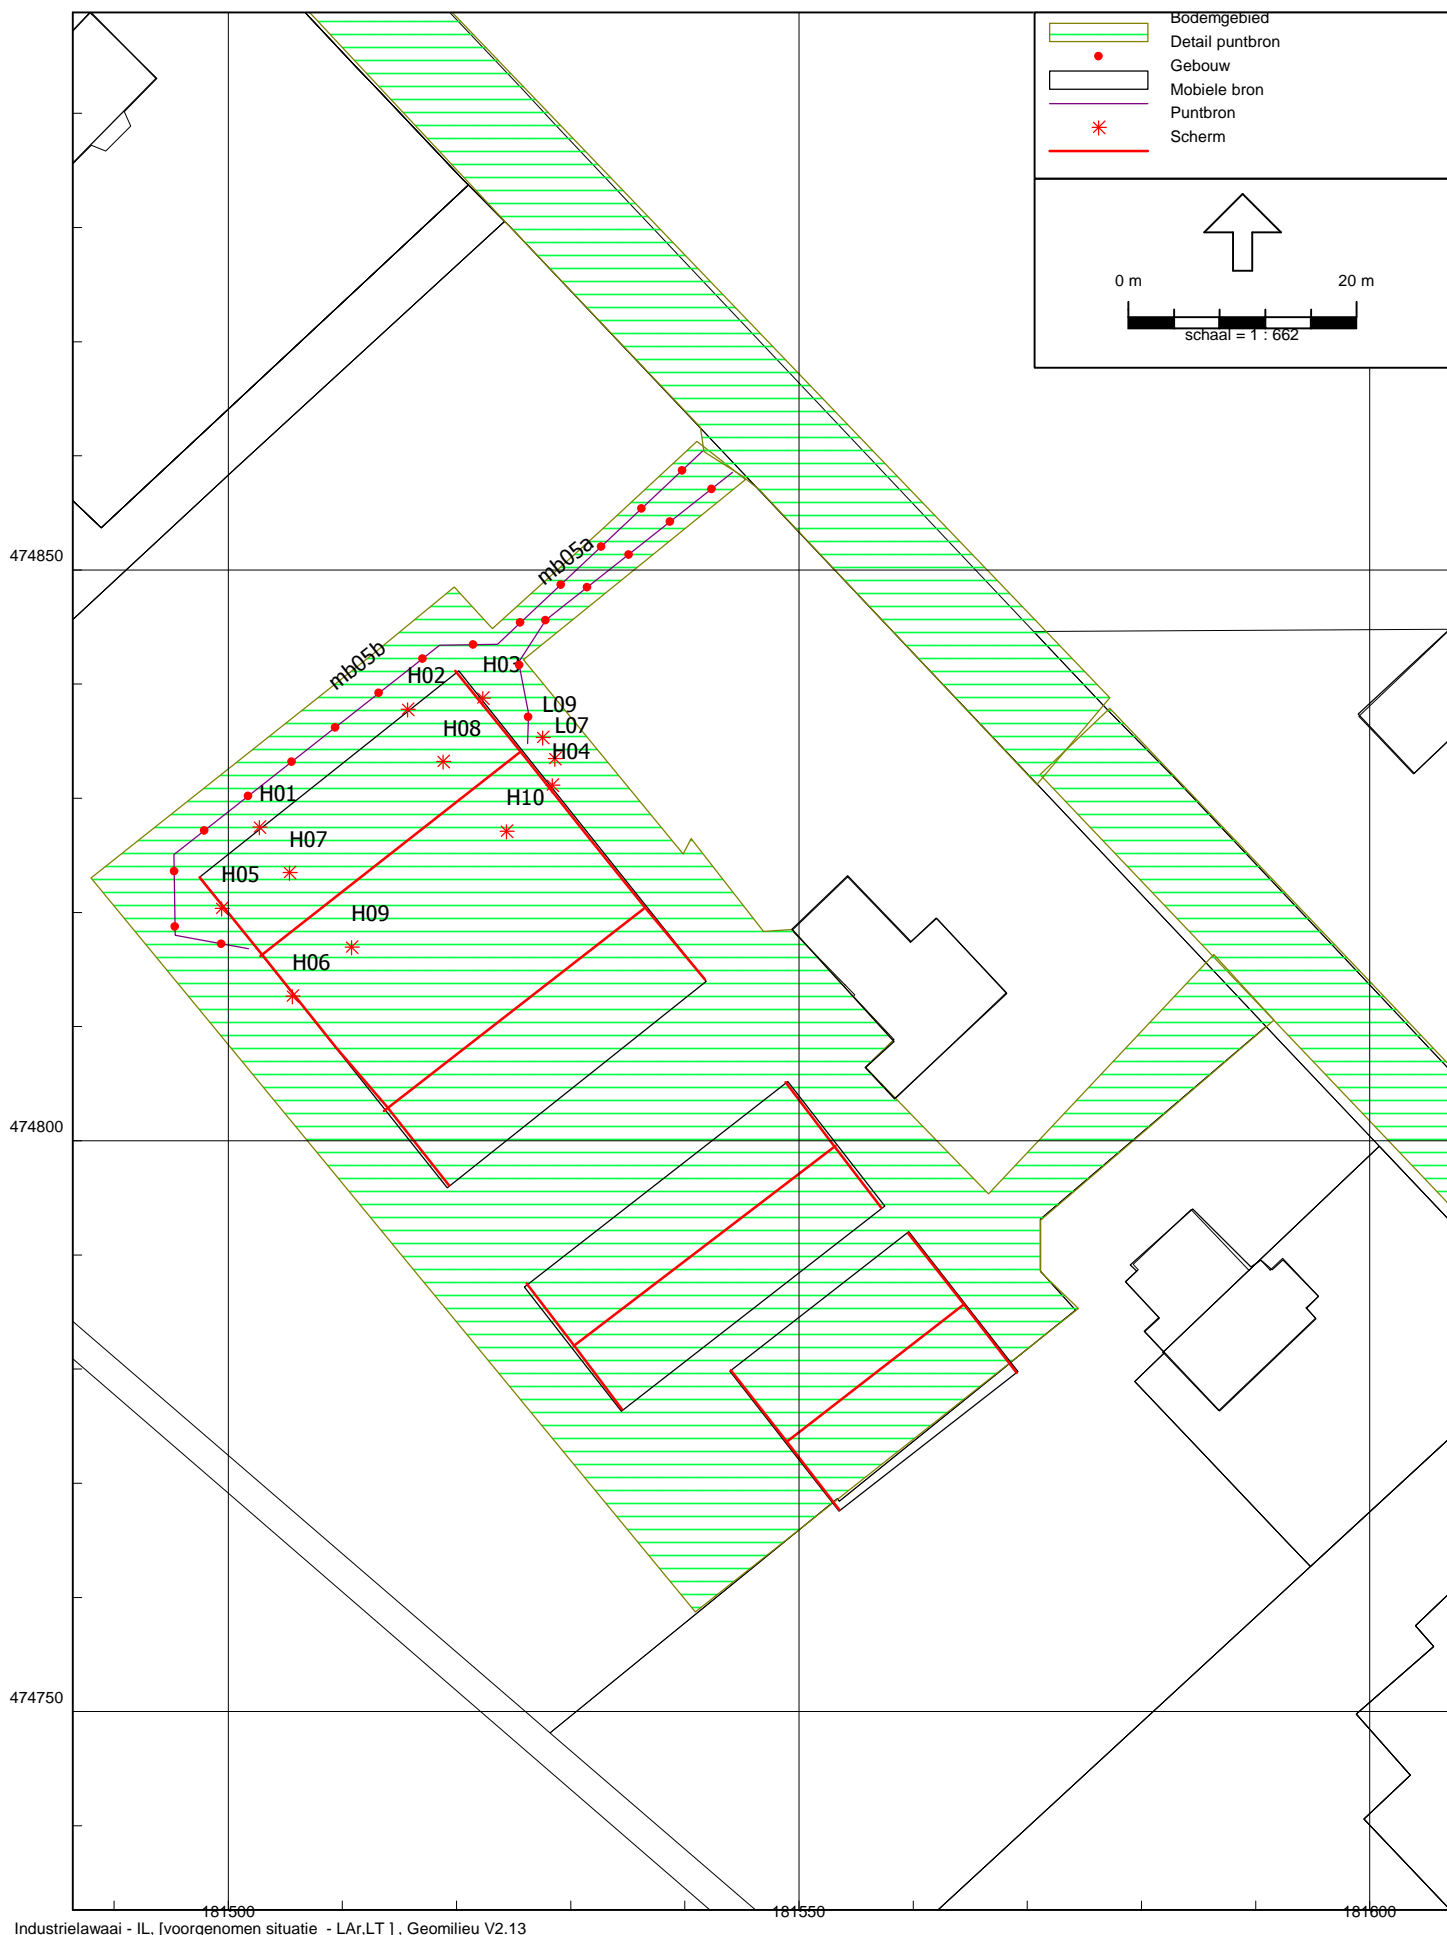 Bodemgebied
Detail puntbron
Gebouw
Mobiele bron
Puntbron
Scherm
0 m
20 m
schaal = 1 : 662
474850
mb05a
mb05b
H03
H02
L09
L07
H08
H04
H10
H01
H07
H05
H09
H06
474800
474750
181500
181550
181600
Industrielawaai - IL, [voorgenomen situatie - LAr,LT ] , Geomilieu V2.13